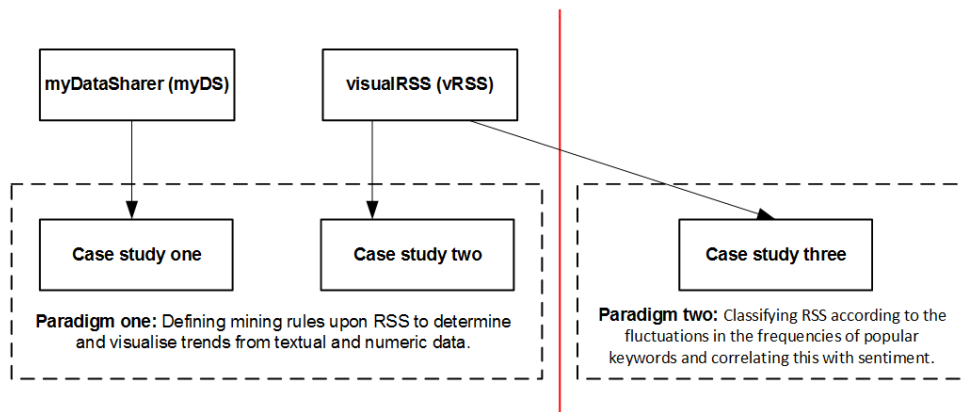 myDataSharer (myDS)
visualRSS (vRSS)
Case study one
Case study two
Case study three
Paradigm one: Defining mining rules upon RSS to determine
and visualise trends from textual and numeric data.
Paradigm two: Classifying RSS according to the
fluctuations in the frequencies of popular
keywords and correlating this with sentiment.